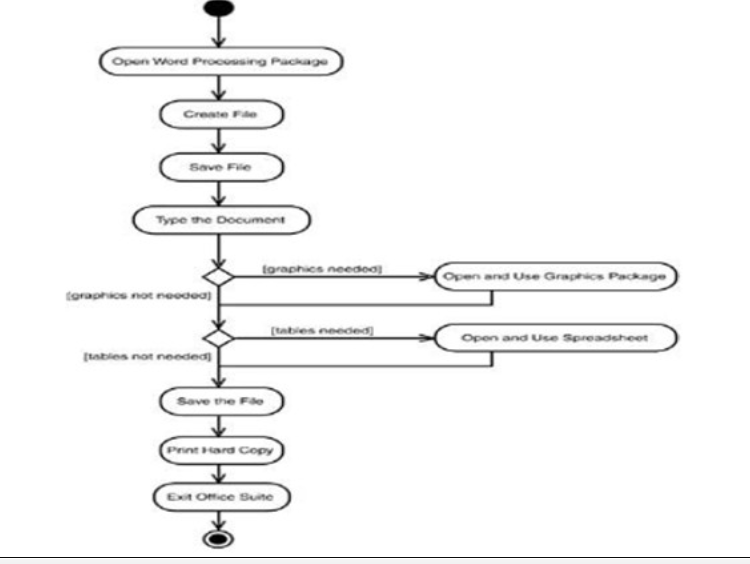 Open Word Processing Package
Create File
Save File
Type the Document
[graphics needed]
Open and Use Graphics Package
[graphics not needed]
[tables needed]
Open and Use Spreadsheet
[tables not needed]
Save the File
Print Hard Copy
Exit Office Suite